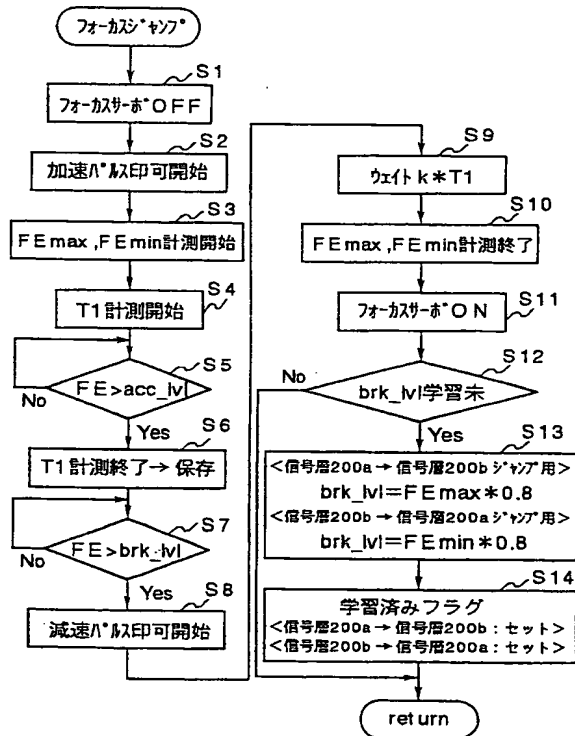 フォーカスジャンプ
S1
フォーカスサーボOFF
S2
加速パルス印可開始
S3
FEmax,FEmin計測開始
S4
T1計測開始
S5
FE>acc_lvl
No
Yes
S6
T1計測終了→保存
S7
FE>brk_lvl
No
Yes
S8
減速パルス印可開始
S9
ウェイトk*T1
S10
FEmax,FEmin計測終了
S11
フォーカスサーボON
S12
brk_lvl学習未
No
Yes
S13
<信号層200a→信号層200bジャンプ用>
brk_lvl=FEmax*0.8
<信号層200b→信号層200aジャンプ用>
brk_lvl=FEmin*0.8
S14
学習済みフラグ
<信号層200a→信号層200b:セット>
<信号層200b→信号層200a:セット>
return